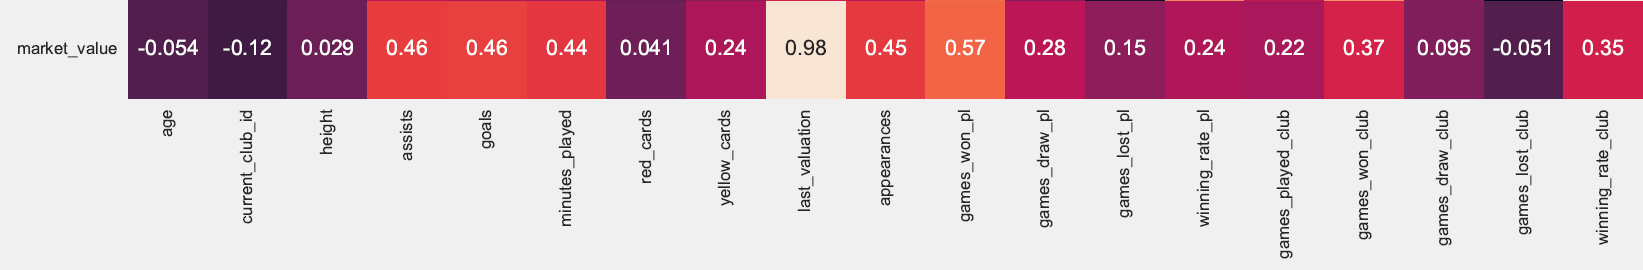 market_value -0.054 -0.12 0.029 0.46 0.46 0.44 0.041 0.24 0.98 0.45 0.57 0.28 0.15 0.24 0.22 0.37 0.095 -0.051 0.35
age
current_club_id
height
assists
goals
minutes_played
red_cards
yellow_cards
last_valuation
appearances
games_won_pl
games_draw_pl
games_lost_pl
winning_rate_pl
games_played_club
games_won_club
games_draw_club
games_lost_club
winning_rate_club